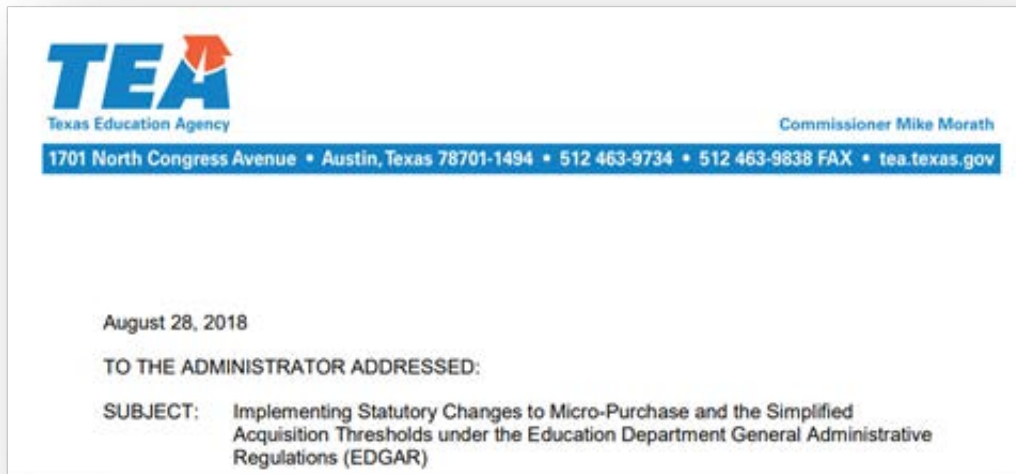 TEA
Texas Education Agency
Commissioner Mike Morath
1701 North Congress Avenue • Austin, Texas 78701-1494 • 512 463-9734 • 512 463-9838 FAX • tea.texas.gov
August 28, 2018
TO THE ADMINISTRATOR ADDRESSED:
SUBJECT: Implementing Statutory Changes to Micro-Purchase and the Simplified
Acquisition Thresholds under the Education Department General Administrative
Regulations (EDGAR)